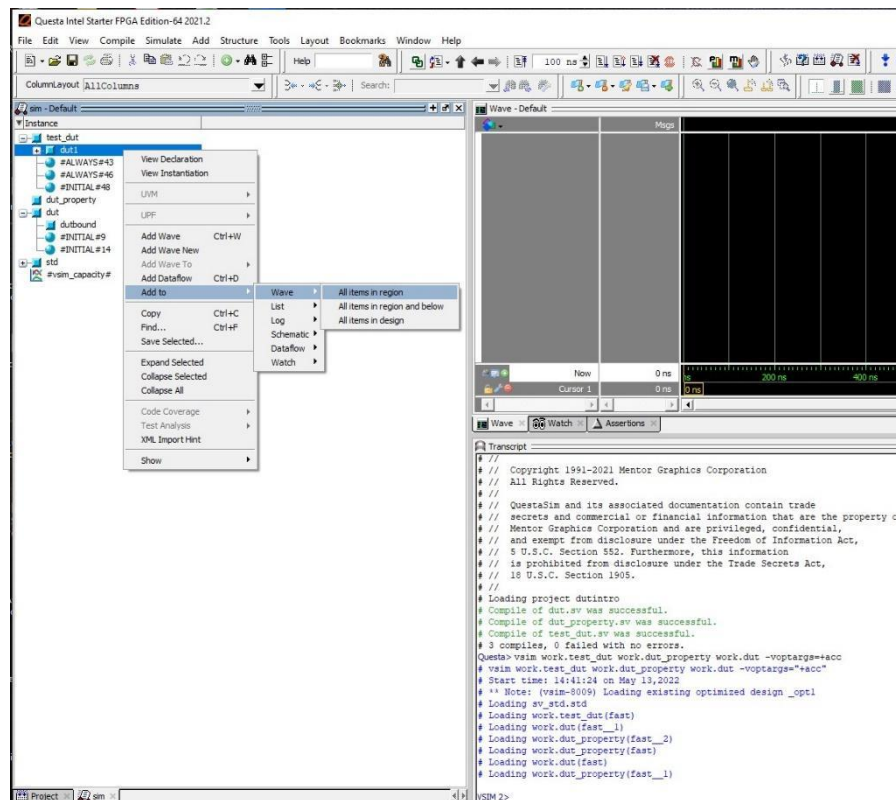 Questa Intel Starter FPGA Edition-64 2021.2
File Edit View Compile Simulate Add Structure Tools Layout Bookmarks Window Help
Help
100 ns
ColumnLayout AllColumns
Search:
sim - Default
Instance
test_dut
dut1
#ALWAYS#43
#ALWAYS#46
#INITIAL#48
dut_property
dut
dutbound
#INITIAL#9
#INITIAL#14
std
#vsim_capacity#
View Declaration
View Instantiation
UVM
UPF
Add Wave Ctrl+W
Add Wave New
Add Wave To
Add Dataflow Ctrl+D
Add to
Copy Ctrl+C
Find... Ctrl+F
Save Selected...
Expand Selected
Collapse Selected
Collapse All
Code Coverage
Test Analysis
XML Import Hint
Show
Wave
List
Log
Schematic
Dataflow
Watch
All items in region
All items in region and below
All items in design
Project
sim
Wave - Default
Msgs
Now 0 ns
200 ns 400 ns
Cursor 1 0 ns 0 ns
Wave Watch Assertions
Transcript
# //
# // Copyright 1991-2021 Mentor Graphics Corporation
# // All Rights Reserved.
# //
# // QuestaSim and its associated documentation contain trade
# // secrets and commercial or financial information that are the property o
# // Mentor Graphics Corporation and are privileged, confidential,
# // and exempt from disclosure under the Freedom of Information Act,
# // 5 U.S.C. Section 552. Furthermore, this information
# // is prohibited from disclosure under the Trade Secrets Act,
# // 18 U.S.C. Section 1905.
# //
# Loading project dutintro
# Compile of dut.sv was successful.
# Compile of dut_property.sv was successful.
# Compile of test_dut.sv was successful.
# 3 compiles, 0 failed with no errors.
Questa> vsim work.test_dut work.dut_property work.dut -voptargs=+acc
# vsim work.test_dut work.dut_property work.dut -voptargs="+acc"
# Start time: 14:41:24 on May 13,2022
# ** Note: (vsim-8009) Loading existing optimized design _opt1
# Loading sv_std.std
# Loading work.test_dut(fast)
# Loading work.dut(fast__1)
# Loading work.dut_property(fast__2)
# Loading work.dut_property(fast)
# Loading work.dut(fast)
# Loading work.dut_property(fast__1)
VSIM 2>